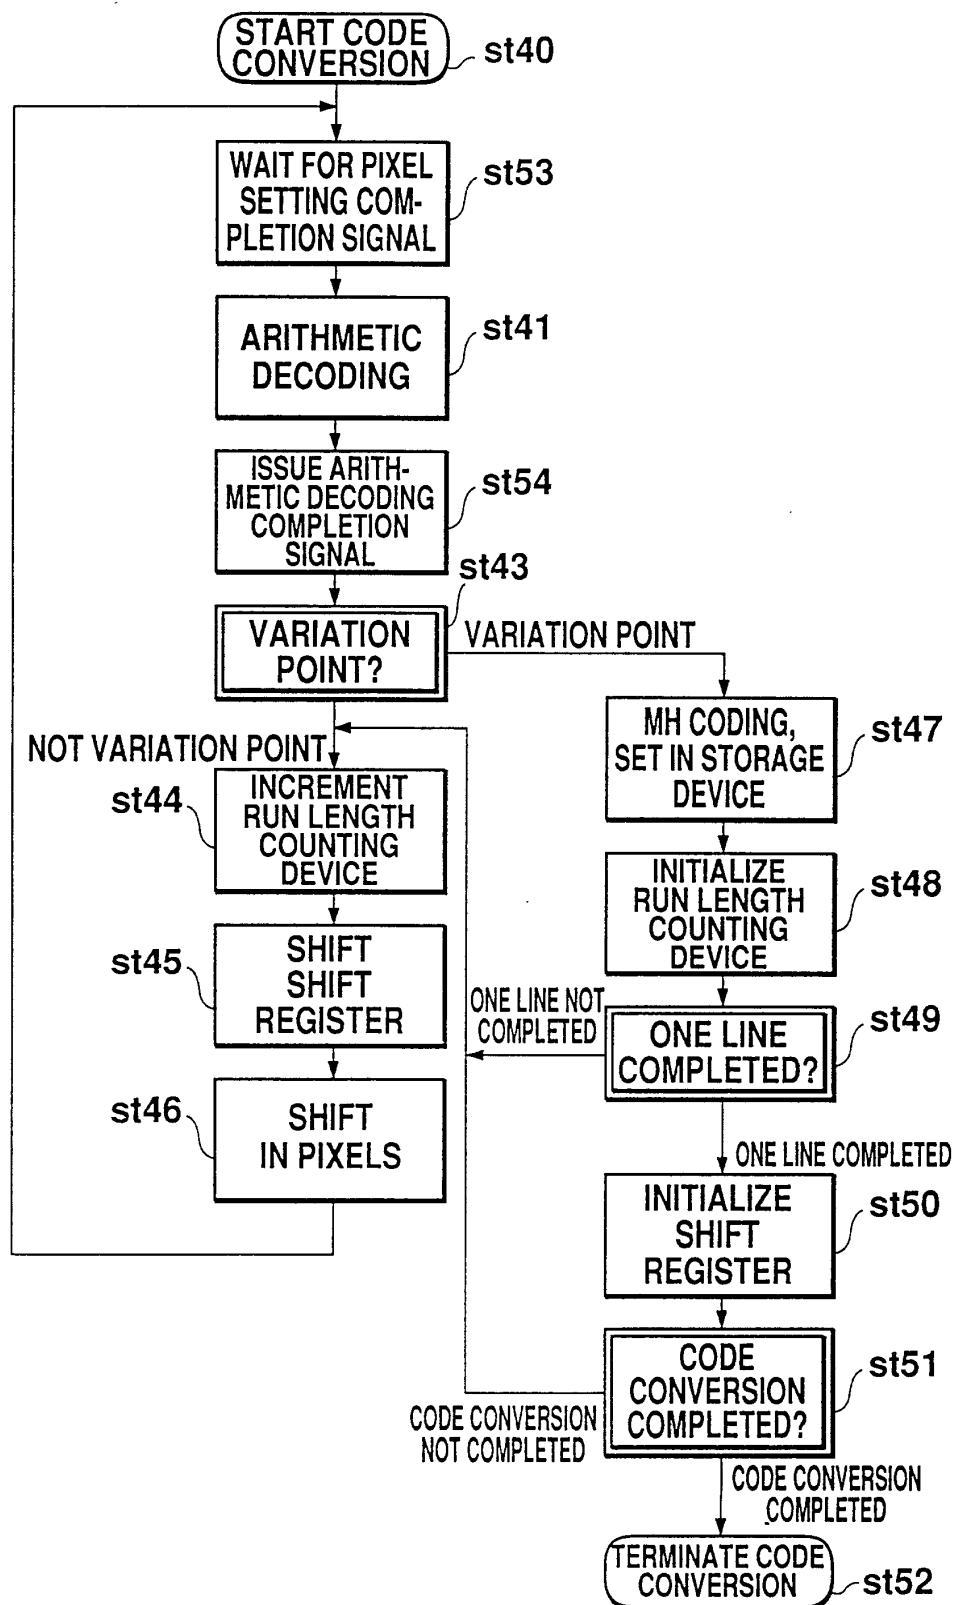 START CODE
CONVERSION
st40
WAIT FOR PIXEL
SETTING COM-
PLETION SIGNAL
st53
ARITHMETIC
DECODING
st41
ISSUE ARITH-
METIC DECODING
COMPLETION
SIGNAL
st54
VARIATION
POINT?
st43
VARIATION POINT
NOT VARIATION POINT
INCREMENT
RUN LENGTH
COUNTING
DEVICE
st44
SHIFT
SHIFT
REGISTER
st45
SHIFT
IN PIXELS
st46
MH CODING,
SET IN STORAGE
DEVICE
st47
INITIALIZE
RUN LENGTH
COUNTING
DEVICE
st48
ONE LINE NOT
COMPLETED
ONE LINE
COMPLETED?
st49
ONE LINE COMPLETED
INITIALIZE
SHIFT
REGISTER
st50
CODE
CONVERSION
COMPLETED?
st51
CODE CONVERSION
NOT COMPLETED
CODE CONVERSION
COMPLETED
TERMINATE CODE
CONVERSION
st52